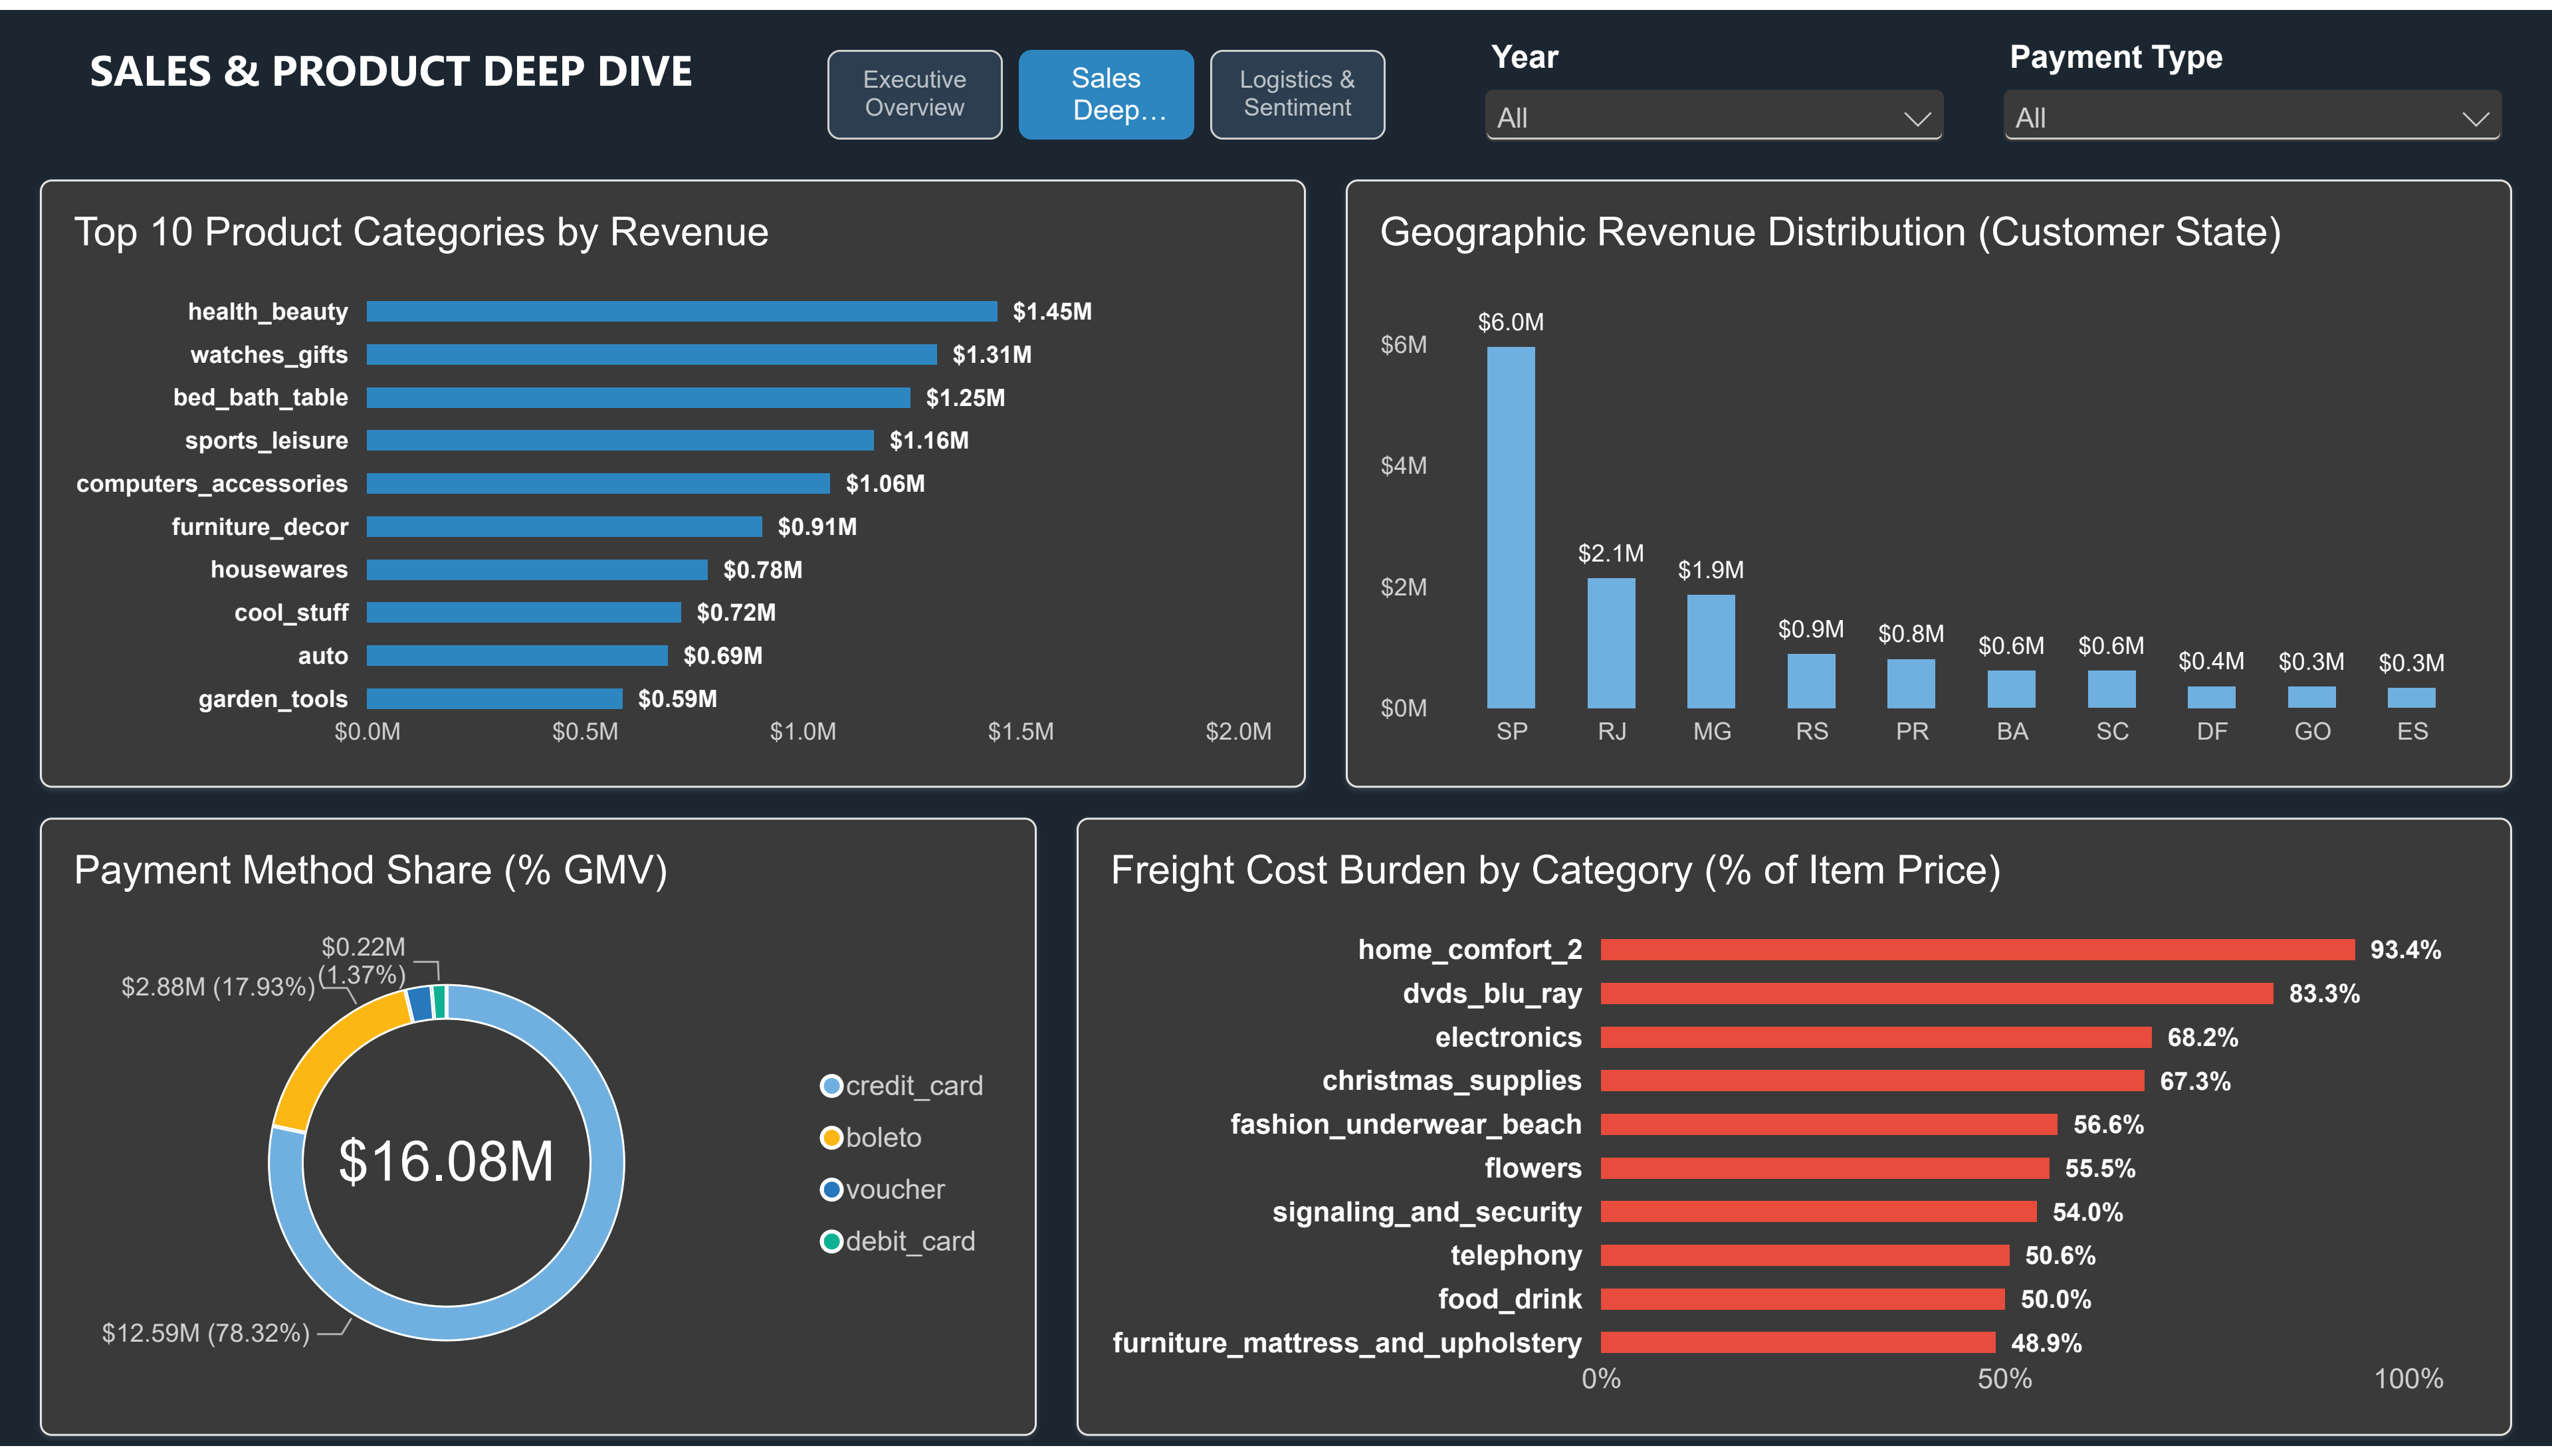 SALES & PRODUCT DEEP DIVE
Executive
Overview
Sales
Deep…
Logistics &
Sentiment
Year
All
Payment Type
All
Top 10 Product Categories by Revenue
health_beauty $1.45M
watches_gifts $1.31M
bed_bath_table $1.25M
sports_leisure $1.16M
computers_accessories $1.06M
furniture_decor $0.91M
housewares $0.78M
cool_stuff $0.72M
auto $0.69M
garden_tools $0.59M
$0.0M $0.5M $1.0M $1.5M $2.0M
Geographic Revenue Distribution (Customer State)
$6M
$4M
$2M
$0M
$6.0M
$2.1M
$1.9M
$0.9M
$0.8M
$0.6M
$0.6M
$0.4M
$0.3M
$0.3M
SP RJ MG RS PR BA SC DF GO ES
Payment Method Share (% GMV)
$0.22M
(1.37%)
$2.88M (17.93%)
$16.08M
$12.59M (78.32%)
credit_card
boleto
voucher
debit_card
Freight Cost Burden by Category (% of Item Price)
home_comfort_2 93.4%
dvds_blu_ray 83.3%
electronics 68.2%
christmas_supplies 67.3%
fashion_underwear_beach 56.6%
flowers 55.5%
signaling_and_security 54.0%
telephony 50.6%
food_drink 50.0%
furniture_mattress_and_upholstery 48.9%
0% 50% 100%